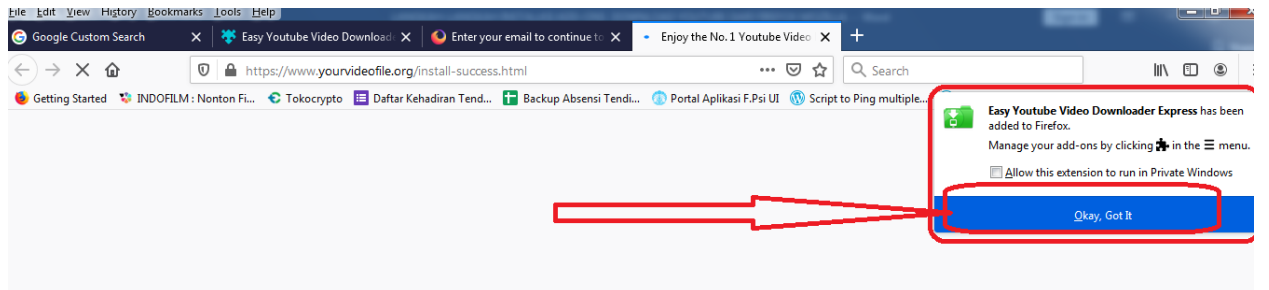 File Edit View History Bookmarks Tools Help
Google Custom Search Easy Youtube Video Download Enter your email to continue to Enjoy the No. 1 Youtube Video
https://www.yourvideofile.org/install-success.html Search
Getting Started INDOFILM : Nonton Fi... Tokocrypto Daftar Kehadiran Tend... Backup Absensi Tendi... Portal Aplikasi F.Psi UI Script to Ping multiple...
Easy Youtube Video Downloader Express has been
added to Firefox.
Manage your add-ons by clicking in the menu.
Allow this extension to run in Private Windows
Okay, Got It